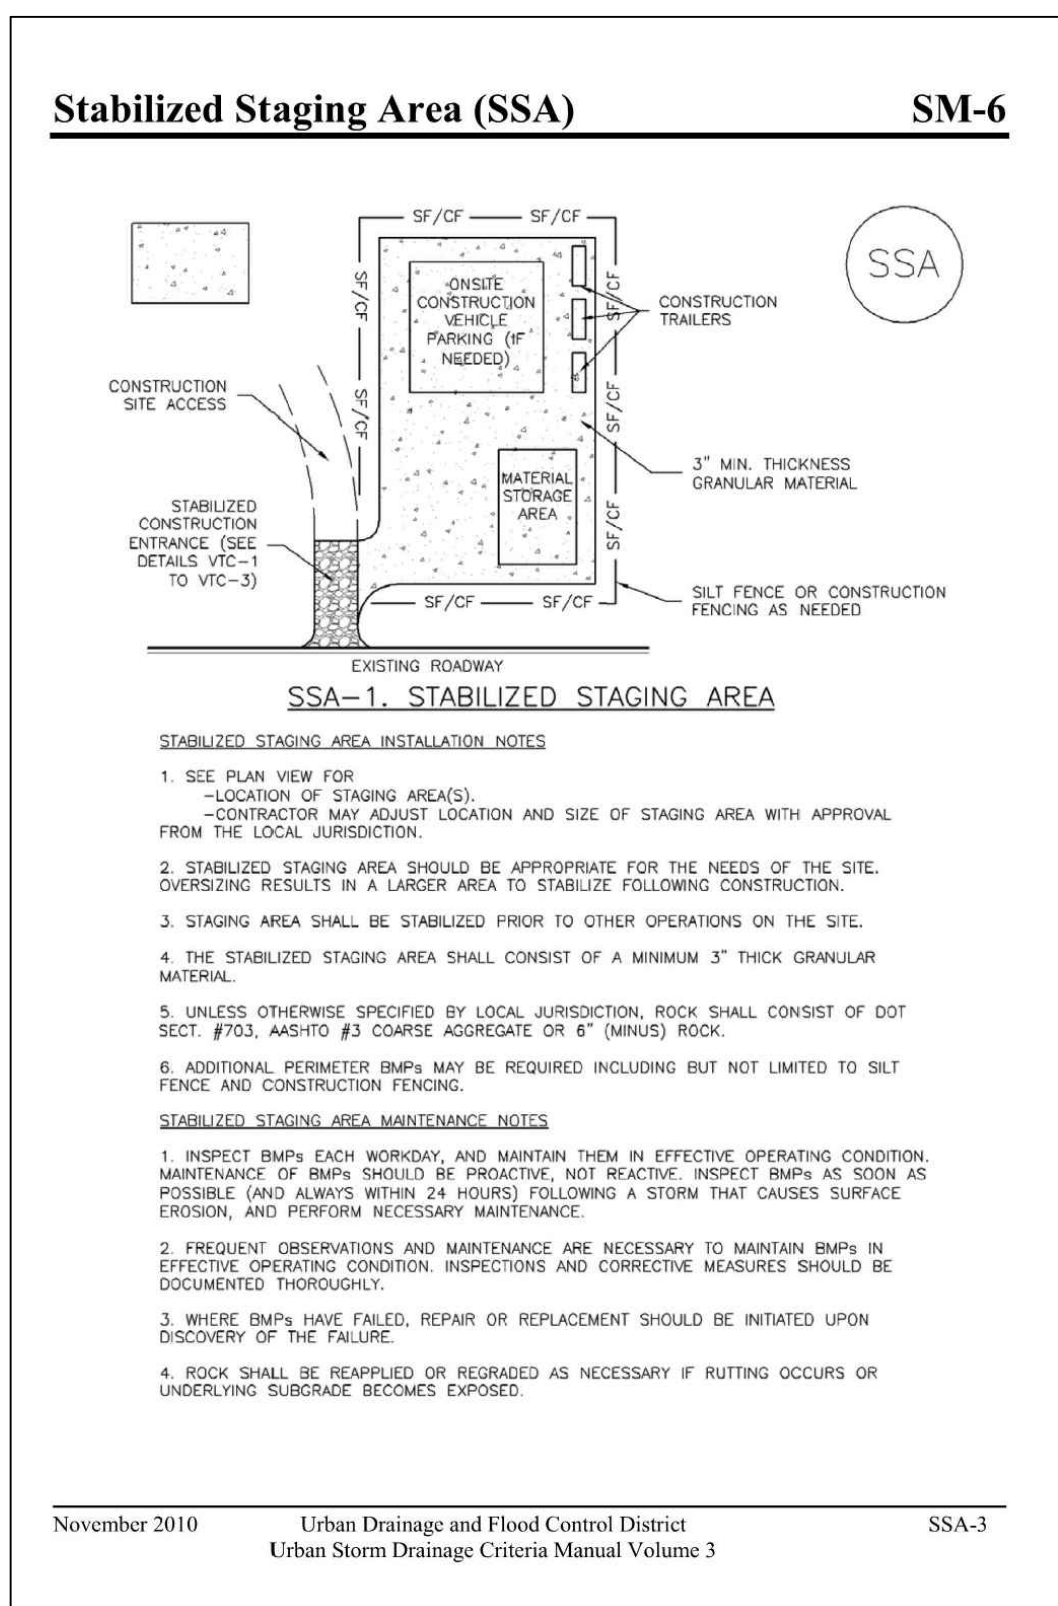 Stabilized Staging Area (SSA) SM-6
SF/CF SF/CF
SSA
SF/CF
SF/CF
ONSITE
CONSTRUCTION
VEHICLE
PARKING (IF
NEEDED)
CONSTRUCTION
TRAILERS
SF/CF
SF/CF
CONSTRUCTION
SITE ACCESS
3" MIN. THICKNESS
GRANULAR MATERIAL
MATERIAL
STORAGE
AREA
SF/CF
STABILIZED
CONSTRUCTION
ENTRANCE (SEE
DETAILS VTC-1
TO VTC-3)
SILT FENCE OR CONSTRUCTION
FENCING AS NEEDED
SF/CF SF/CF
EXISTING ROADWAY
SSA-1. STABILIZED STAGING AREA
STABILIZED STAGING AREA INSTALLATION NOTES
1. SEE PLAN VIEW FOR
-LOCATION OF STAGING AREA(S).
-CONTRACTOR MAY ADJUST LOCATION AND SIZE OF STAGING AREA WITH APPROVAL
FROM THE LOCAL JURISDICTION.
2. STABILIZED STAGING AREA SHOULD BE APPROPRIATE FOR THE NEEDS OF THE SITE.
OVERSIZING RESULTS IN A LARGER AREA TO STABILIZE FOLLOWING CONSTRUCTION.
3. STAGING AREA SHALL BE STABILIZED PRIOR TO OTHER OPERATIONS ON THE SITE.
4. THE STABILIZED STAGING AREA SHALL CONSIST OF A MINIMUM 3" THICK GRANULAR
MATERIAL.
5. UNLESS OTHERWISE SPECIFIED BY LOCAL JURISDICTION, ROCK SHALL CONSIST OF DOT
SECT. #703, AASHTO #3 COARSE AGGREGATE OR 6" (MINUS) ROCK.
6. ADDITIONAL PERIMETER BMPs MAY BE REQUIRED INCLUDING BUT NOT LIMITED TO SILT
FENCE AND CONSTRUCTION FENCING.
STABILIZED STAGING AREA MAINTENANCE NOTES
1. INSPECT BMPs EACH WORKDAY, AND MAINTAIN THEM IN EFFECTIVE OPERATING CONDITION.
MAINTENANCE OF BMPs SHOULD BE PROACTIVE, NOT REACTIVE. INSPECT BMPs AS SOON AS
POSSIBLE (AND ALWAYS WITHIN 24 HOURS) FOLLOWING A STORM THAT CAUSES SURFACE
EROSION, AND PERFORM NECESSARY MAINTENANCE.
2. FREQUENT OBSERVATIONS AND MAINTENANCE ARE NECESSARY TO MAINTAIN BMPs IN
EFFECTIVE OPERATING CONDITION. INSPECTIONS AND CORRECTIVE MEASURES SHOULD BE
DOCUMENTED THOROUGHLY.
3. WHERE BMPs HAVE FAILED, REPAIR OR REPLACEMENT SHOULD BE INITIATED UPON
DISCOVERY OF THE FAILURE.
4. ROCK SHALL BE REAPPLIED OR REGRADED AS NECESSARY IF RUTTING OCCURS OR
UNDERLYING SUBGRADE BECOMES EXPOSED.
November 2010 Urban Drainage and Flood Control District SSA-3
Urban Storm Drainage Criteria Manual Volume 3